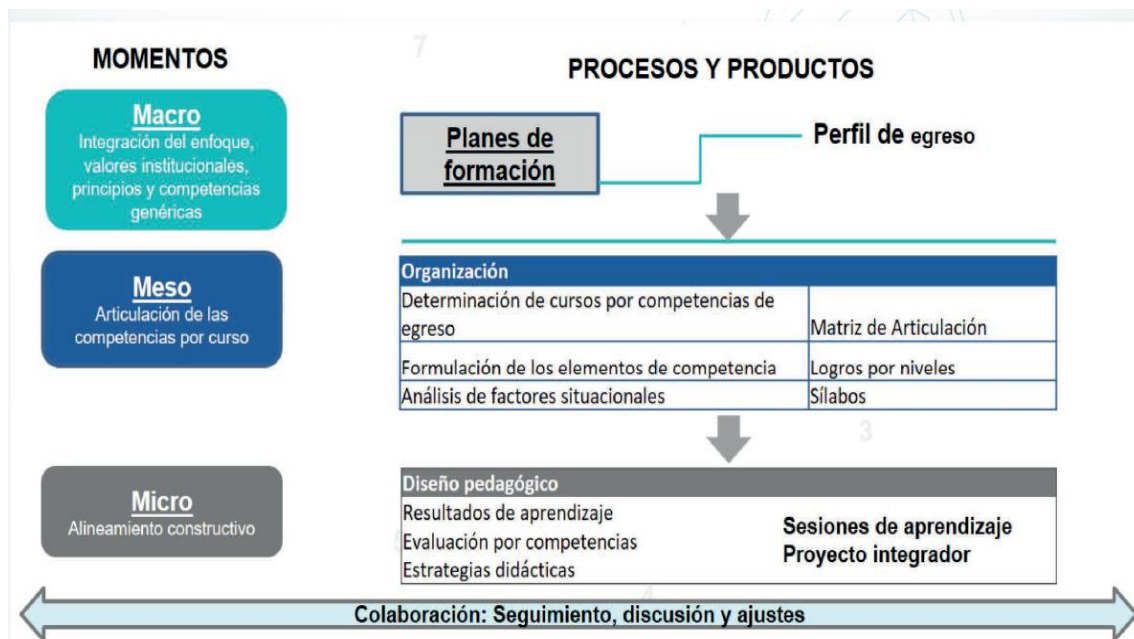 MOMENTOS
PROCESOS Y PRODUCTOS
Macro
Integración del enfoque,
valores institucionales,
principios y competencias
genéricas
Planes de
formación
Perfil de egreso
Meso
Articulación de las
competencias por curso
Organización
Determinación de cursos por competencias de
egreso
Matriz de Articulación
Formulación de los elementos de competencia
Logros por niveles
Análisis de factores situacionales
Sílabos
Micro
Alineamiento constructivo
Diseño pedagógico
Resultados de aprendizaje
Evaluación por competencias
Estrategias didácticas
Sesiones de aprendizaje
Proyecto integrador
Colaboración: Seguimiento, discusión y ajustes
7
3